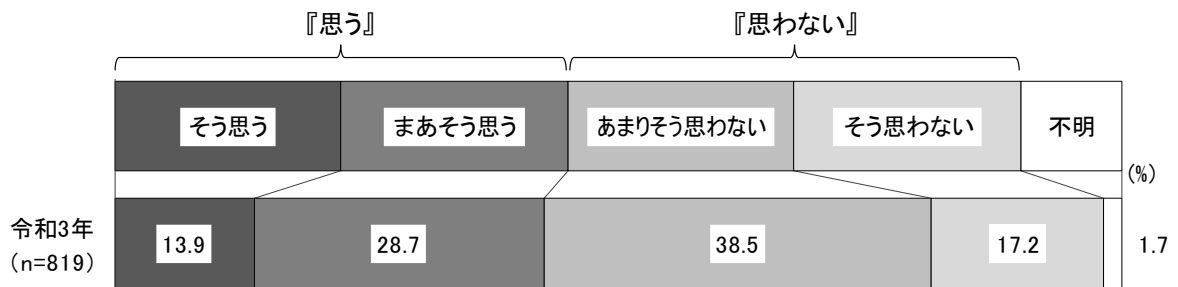 『思う』 『思わない』
そう思う まあそう思う あまりそう思わない そう思わない 不明
(%)
令和3年
(n=819)
13.9 28.7 38.5 17.2 1.7